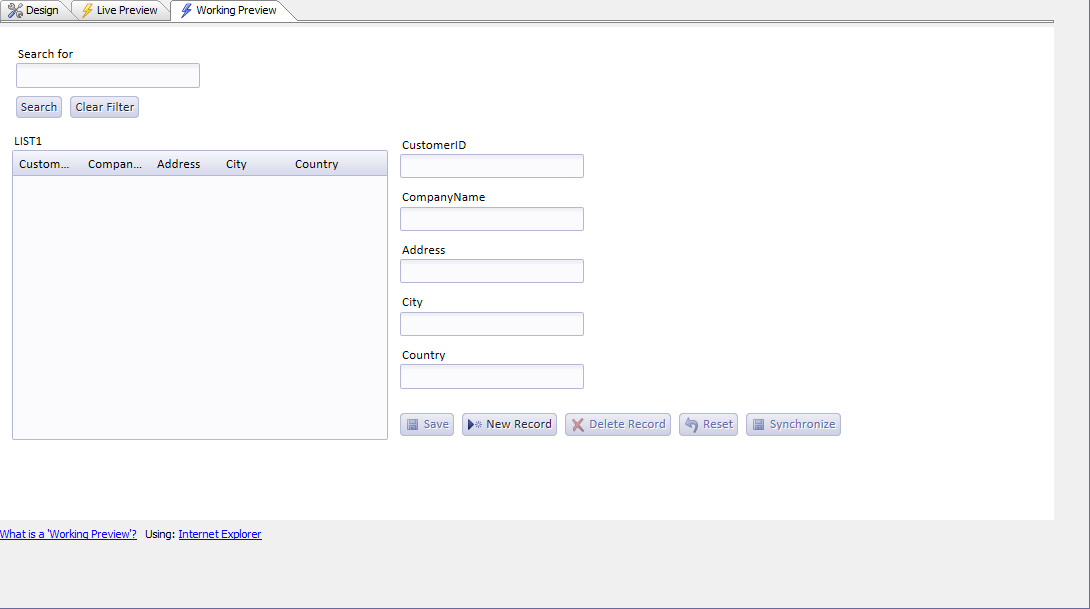 Design Live Preview Working Preview
Search for
Search Clear Filter
LIST1
Custom... Compan... Address City Country
CustomerID
CompanyName
Address
City
Country
Save New Record Delete Record Reset Synchronize
What is a 'Working Preview'? Using: Internet Explorer